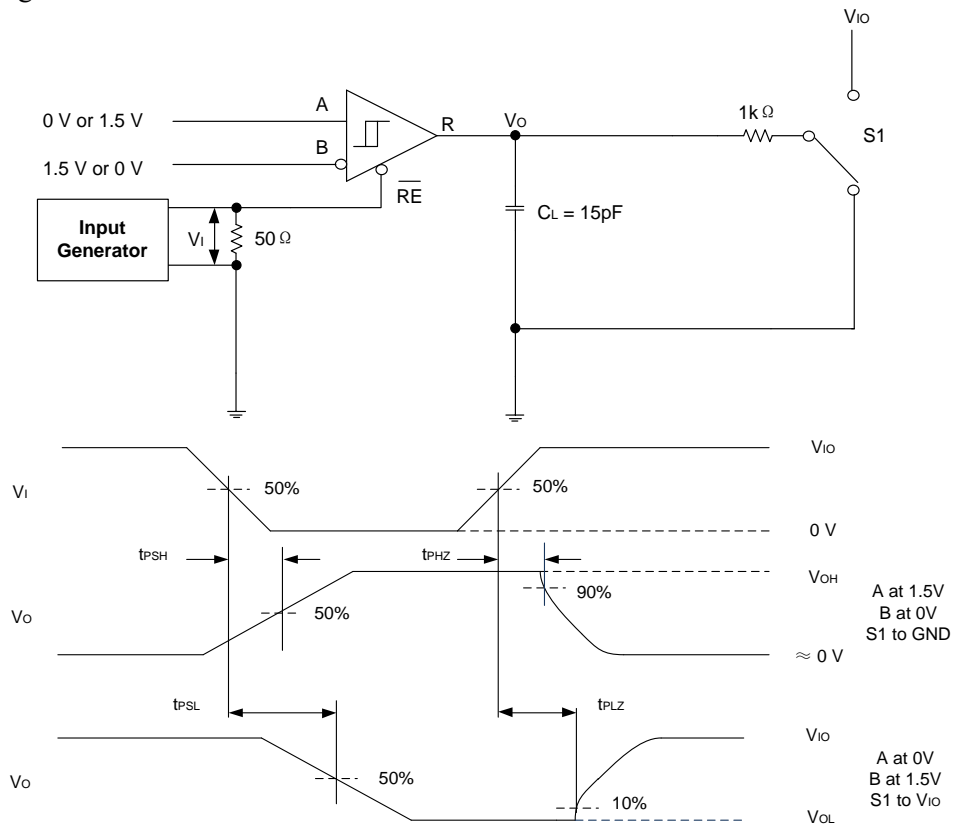 VIO
A
R
VO
1k Ω
S1
0 V or 1.5 V
B
1.5 V or 0 V
RE
Input
Generator
VI
50 Ω
CL = 15pF
VIO
VI
50%
50%
0 V
tPSH
tPHZ
VOH
VO
50%
90%
A at 1.5V
B at 0V
S1 to GND
≈ 0 V
tPSL
tPLZ
VIO
VO
50%
10%
A at 0V
B at 1.5V
S1 to VIO
VOL